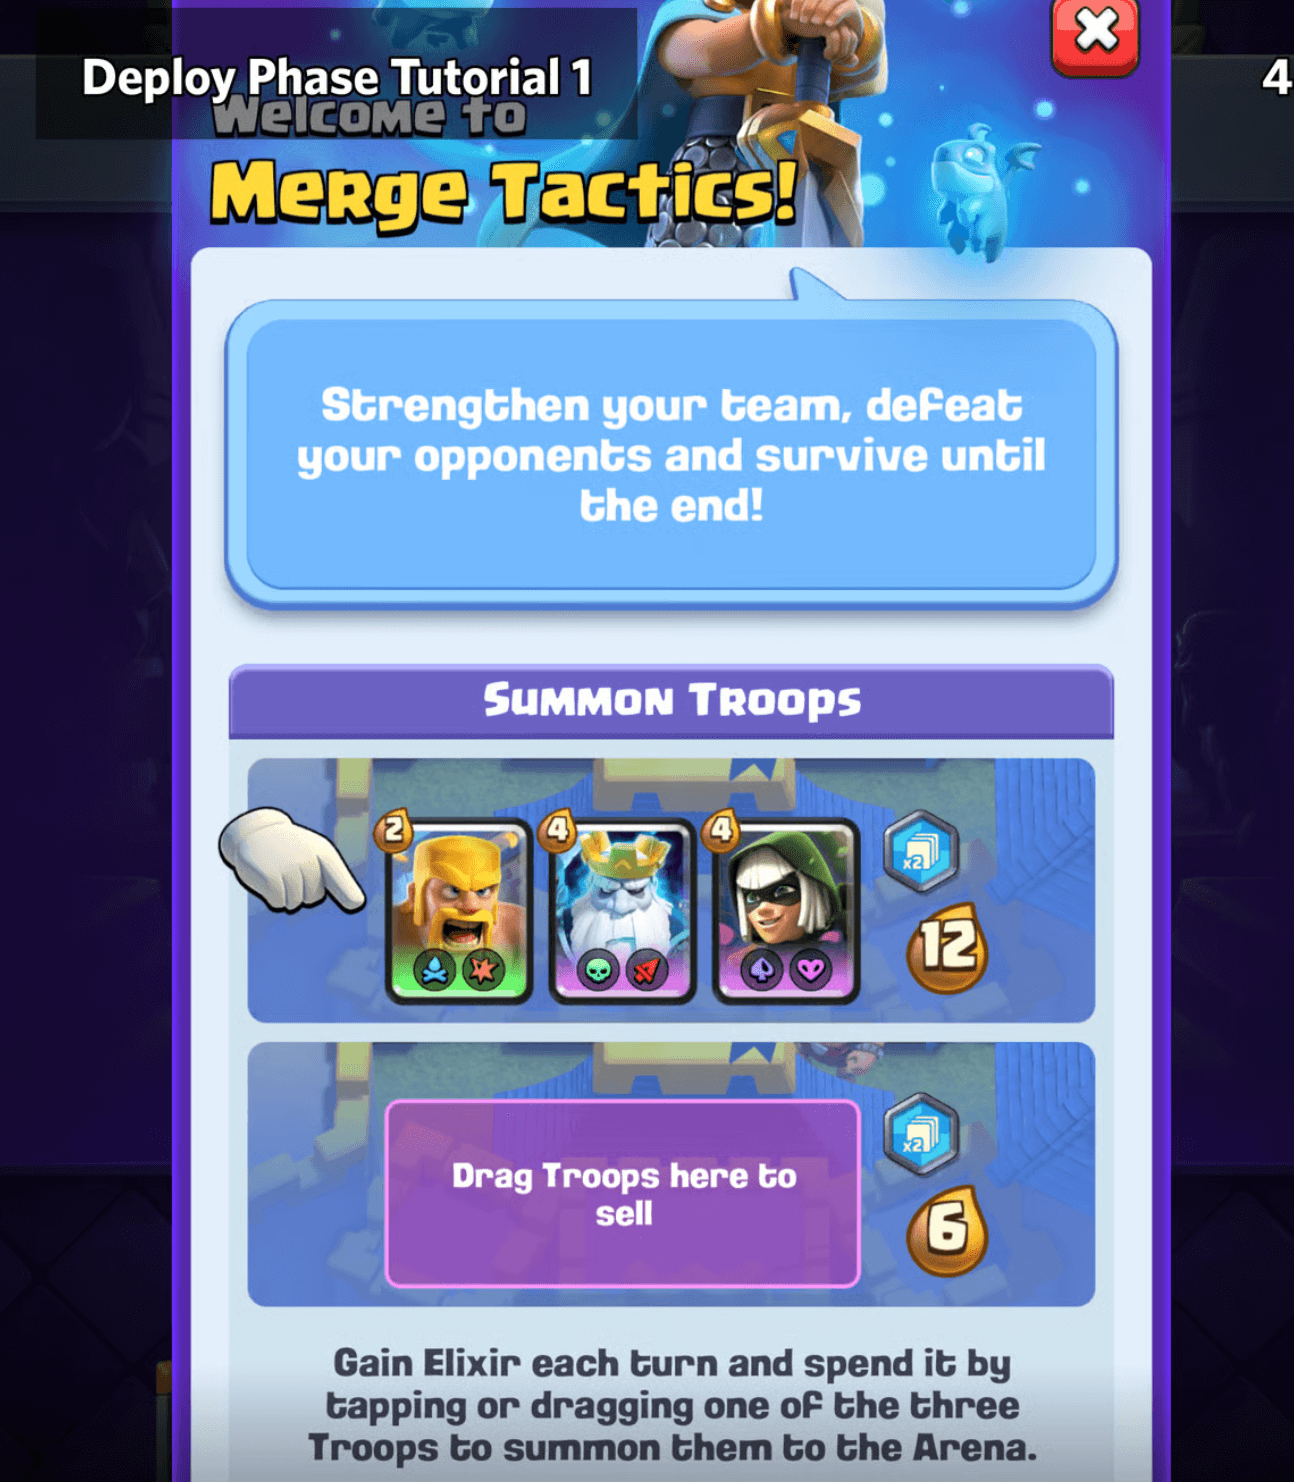 Deploy Phase Tutorial 1
4
Welcome to
Merge Tactics!
Strengthen your team, defeat
your opponents and survive until
the end!
Summon Troops
2
4
4
x2
12
Drag Troops here to
sell
x2
6
Gain Elixir each turn and spend it by
tapping or dragging one of the three
Troops to summon them to the Arena.